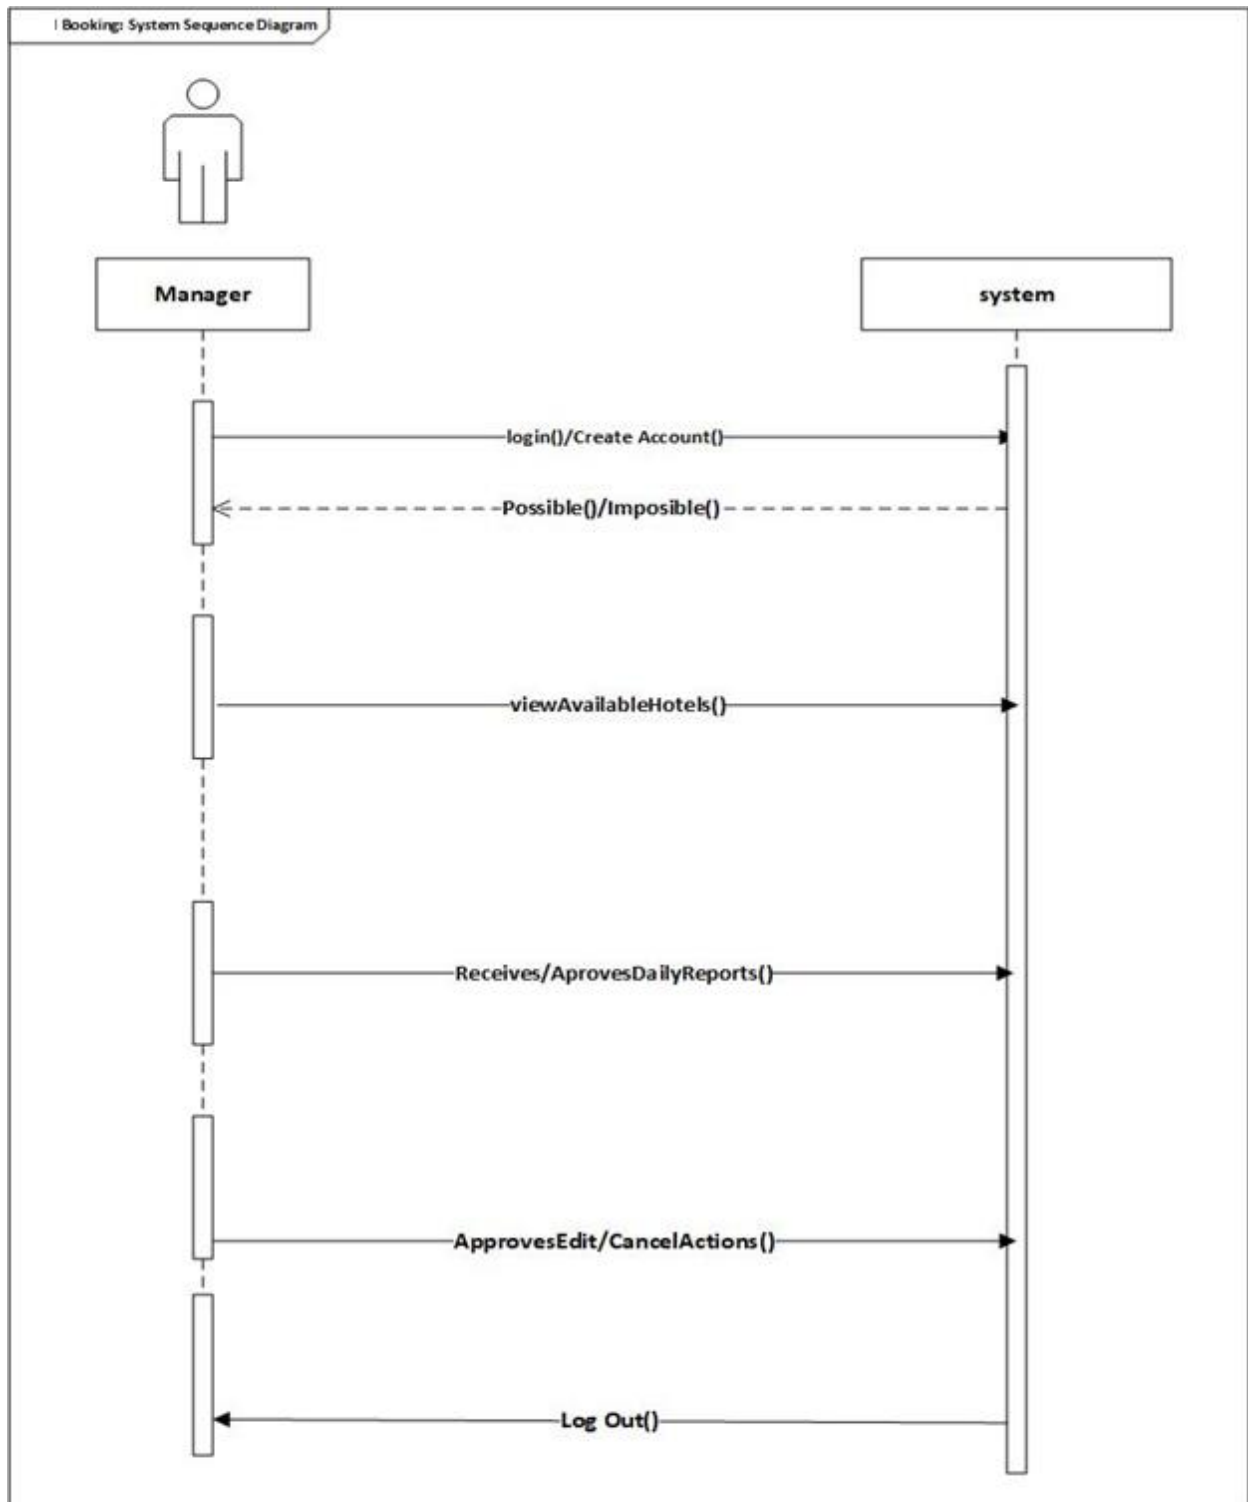 | Booking: System Sequence Diagram
Manager
system
login()/Create Account()
Possible()/Imposible()
viewAvailableHotels()
Receives/AprovesDailyReports()
ApprovesEdit/CancelActions()
Log Out()